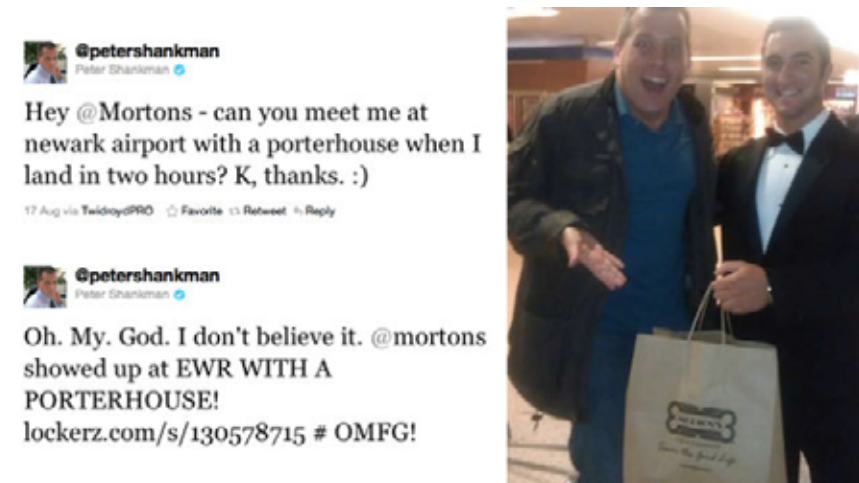 @petershankman
Peter Shankman
Hey @Mortons - can you meet me at
newark airport with a porterhouse when I
land in two hours? K, thanks. :)
17 Aug via TwidroydPRO Favorite Retweet Reply
@petershankman
Peter Shankman
Oh. My. God. I don't believe it. @mortons
showed up at EWR WITH A
PORTERHOUSE!
lockerz.com/s/130578715 # OMFG!